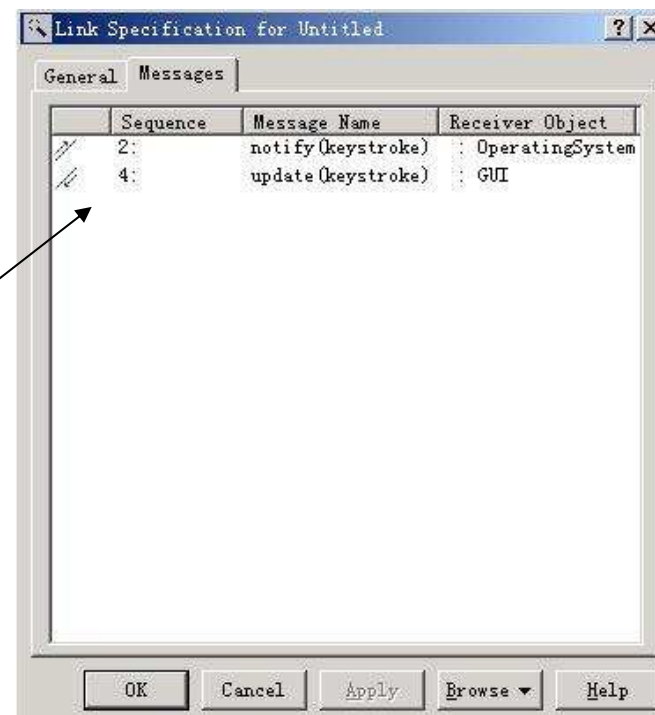 Link Specification for Untitled
General Messages
Sequence Message Name Receiver Object
2: notify(keystroke) : OperatingSystem
4: update(keystroke) : GUI
OK Cancel Apply Browse Help